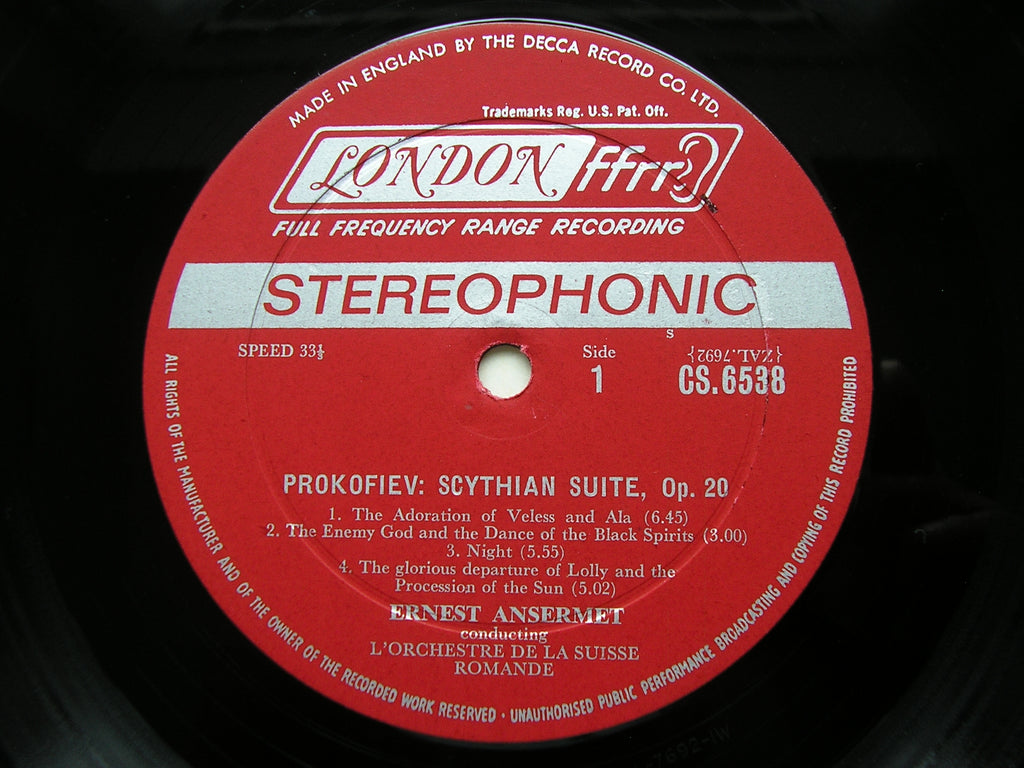 MADE IN ENGLAND BY THE DECCA RECORD CO. LTD.
Trademarks Reg. U.S. Pat. Off.
LONDON ffrr
FULL FREQUENCY RANGE RECORDING
STEREOPHONIC
S
SPEED 33⅓
Side
1
{ZAL.7692}
CS.6538
PROKOFIEV: SCYTHIAN SUITE, Op. 20
1. The Adoration of Veless and Ala (6.45)
2. The Enemy God and the Dance of the Black Spirits (3.00)
3. Night (5.55)
4. The glorious departure of Lolly and the
Procession of the Sun (5.02)
ERNEST ANSERMET
conducting
L'ORCHESTRE DE LA SUISSE
ROMANDE
ALL RIGHTS OF THE MANUFACTURER AND OF THE OWNER OF THE RECORDED WORK RESERVED · UNAUTHORISED PUBLIC PERFORMANCE BROADCASTING AND COPYING OF THIS RECORD PROHIBITED